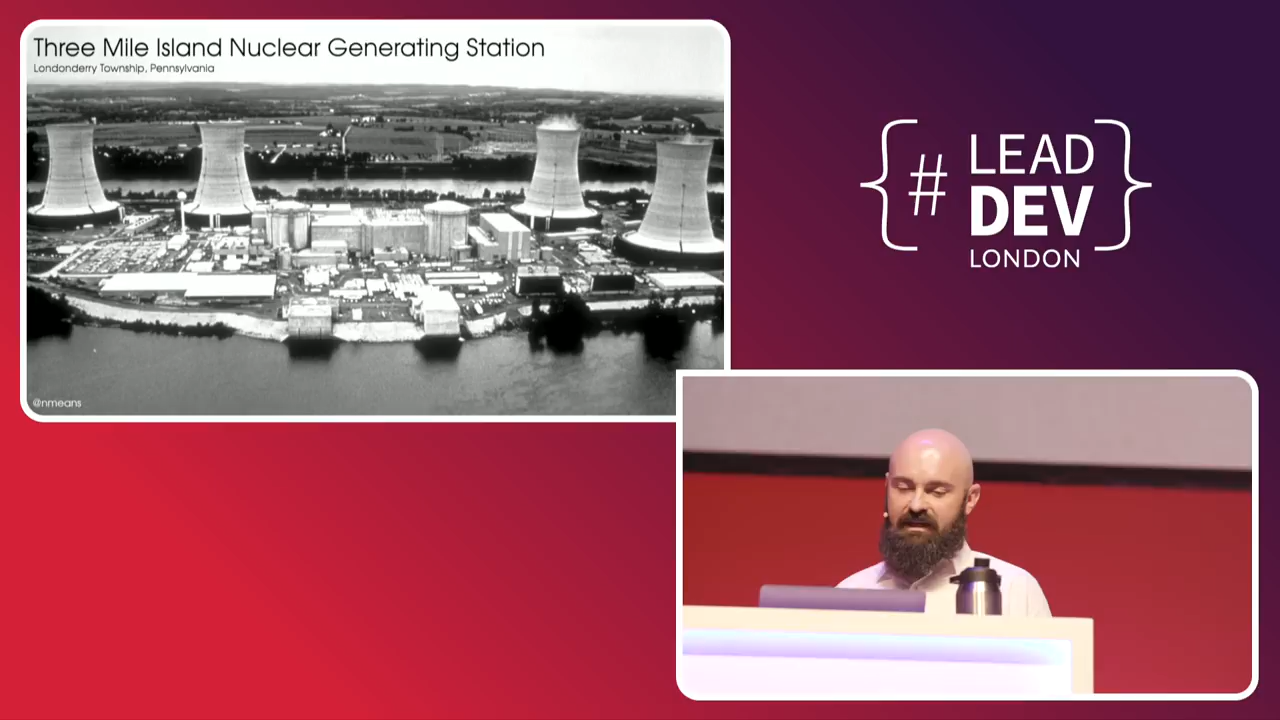 Three Mile Island Nuclear Generating Station
Londonderry Township, Pennsylvania
@nmeans
{# LEAD
DEV}
LONDON